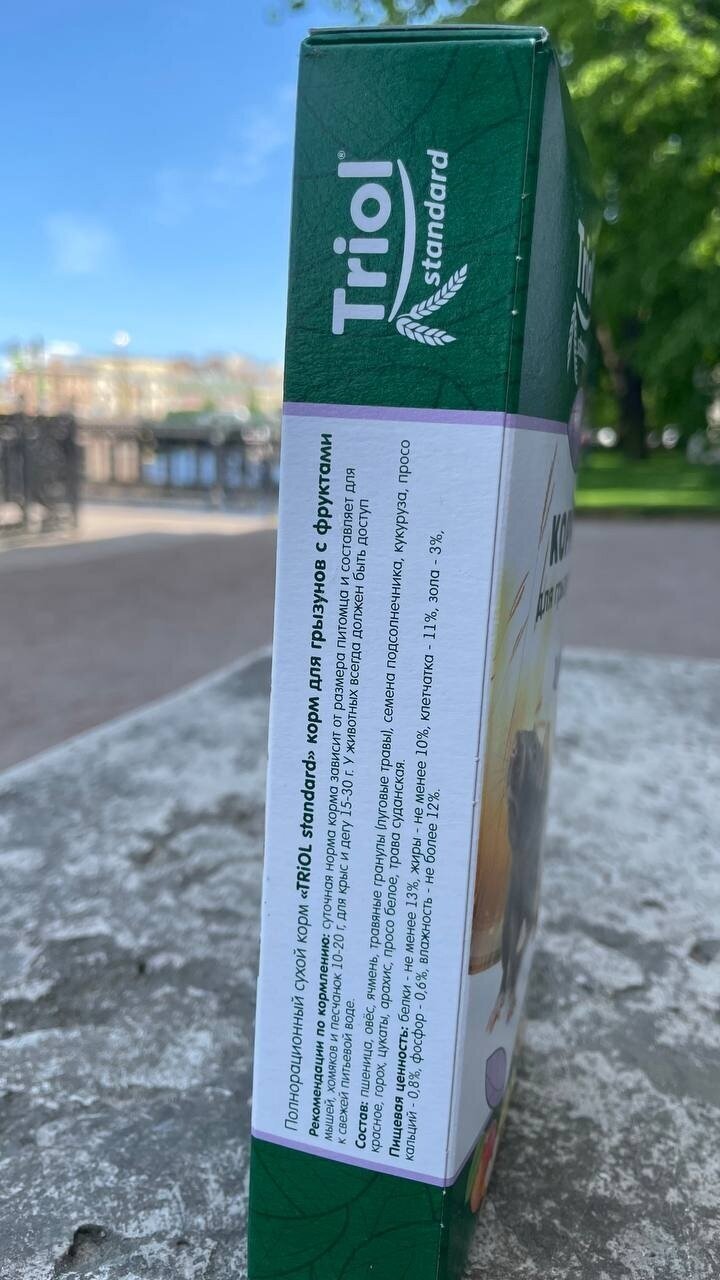 Triol®
standard
Полнорационный сухой корм «TRiOL standard» корм для грызунов с фруктами
Рекомендации по кормлению: суточная норма корма зависит от размера питомца и составляет для
мышей, хомяков и песчанок 10-20 г, для крыс и дегу 15-30 г. У животных всегда должен быть доступ
к свежей питьевой воде.
Состав: пшеница, овёс, ячмень, травяные гранулы (луговые травы), семена подсолнечника, кукуруза, просо
красное, горох, цукаты, арахис, просо белое, трава суданская.
Пищевая ценность: белки - не менее 13%, жиры - не менее 10%, клетчатка - 11%, зола - 3%,
кальций - 0,8%, фосфор - 0,6%, влажность - не более 12%.